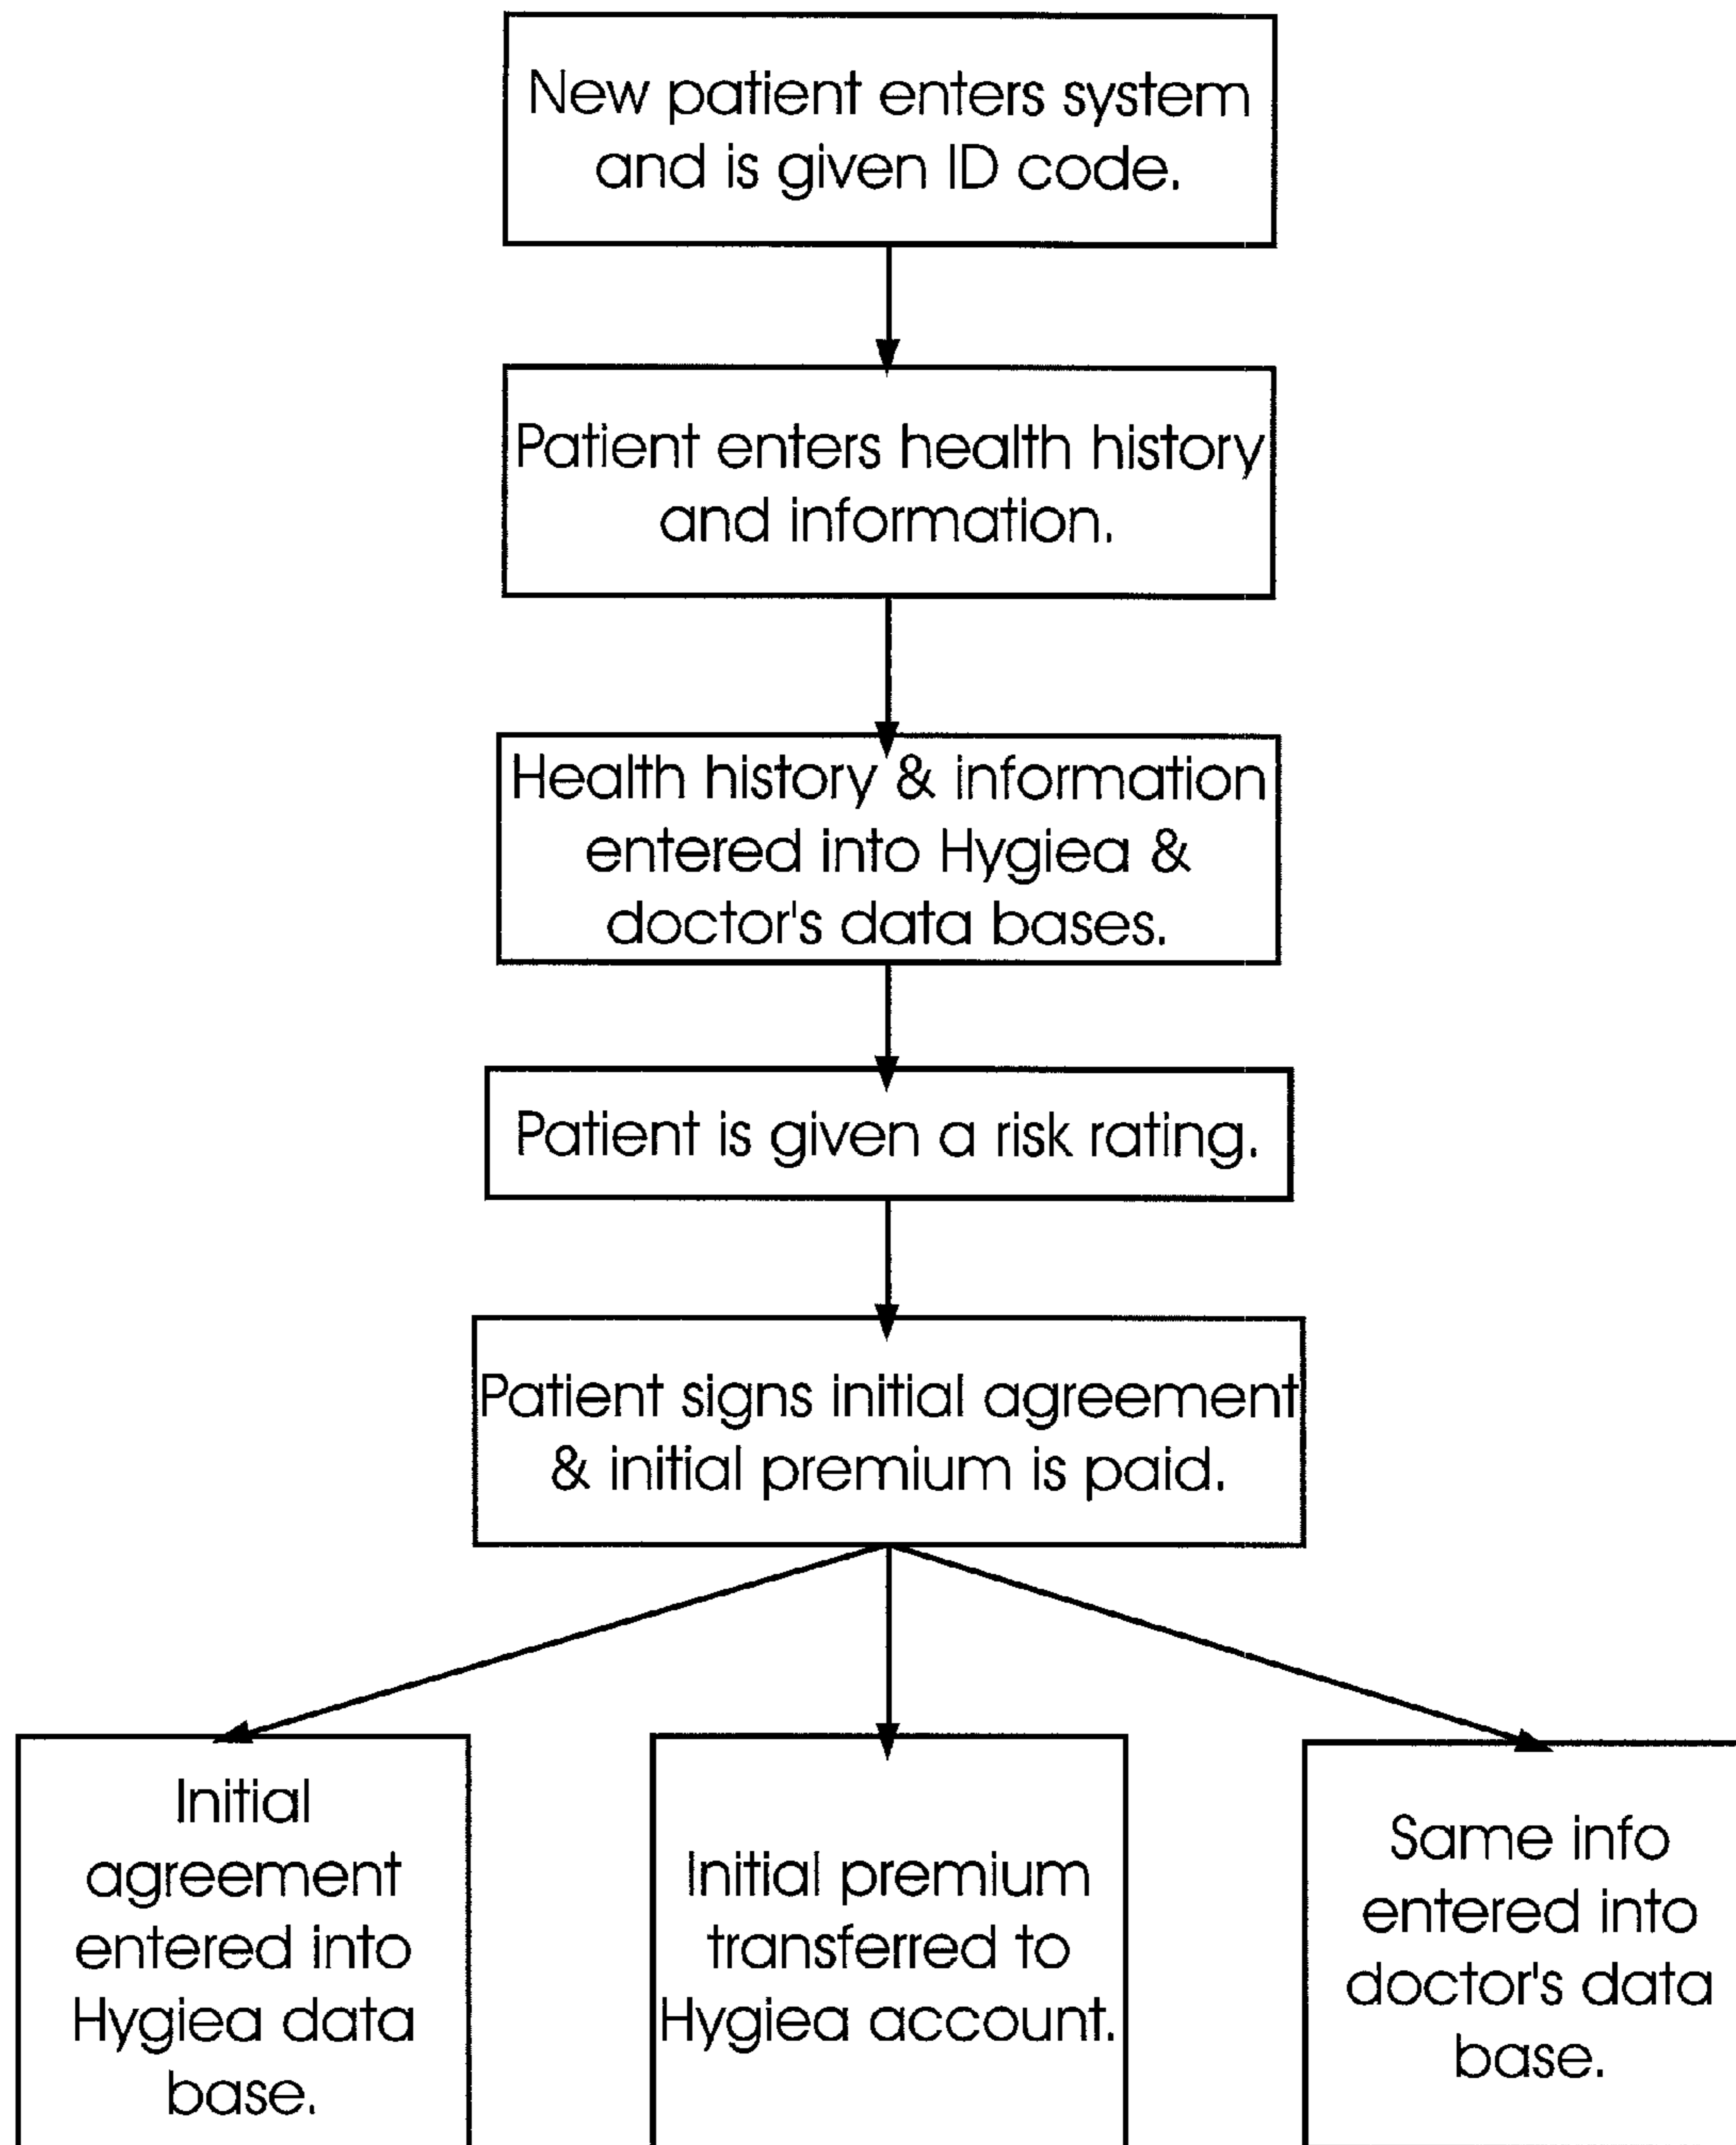 New patient enters system
and is given ID code.
Patient enters health history
and information.
Health history & information
entered into Hygiea &
doctor's data bases.
Patient is given a risk rating.
Patient signs initial agreement
& initial premium is paid.
Initial
agreement
entered into
Hygiea data
base.
Initial premium
transferred to
Hygiea account.
Same info
entered into
doctor's data
base.